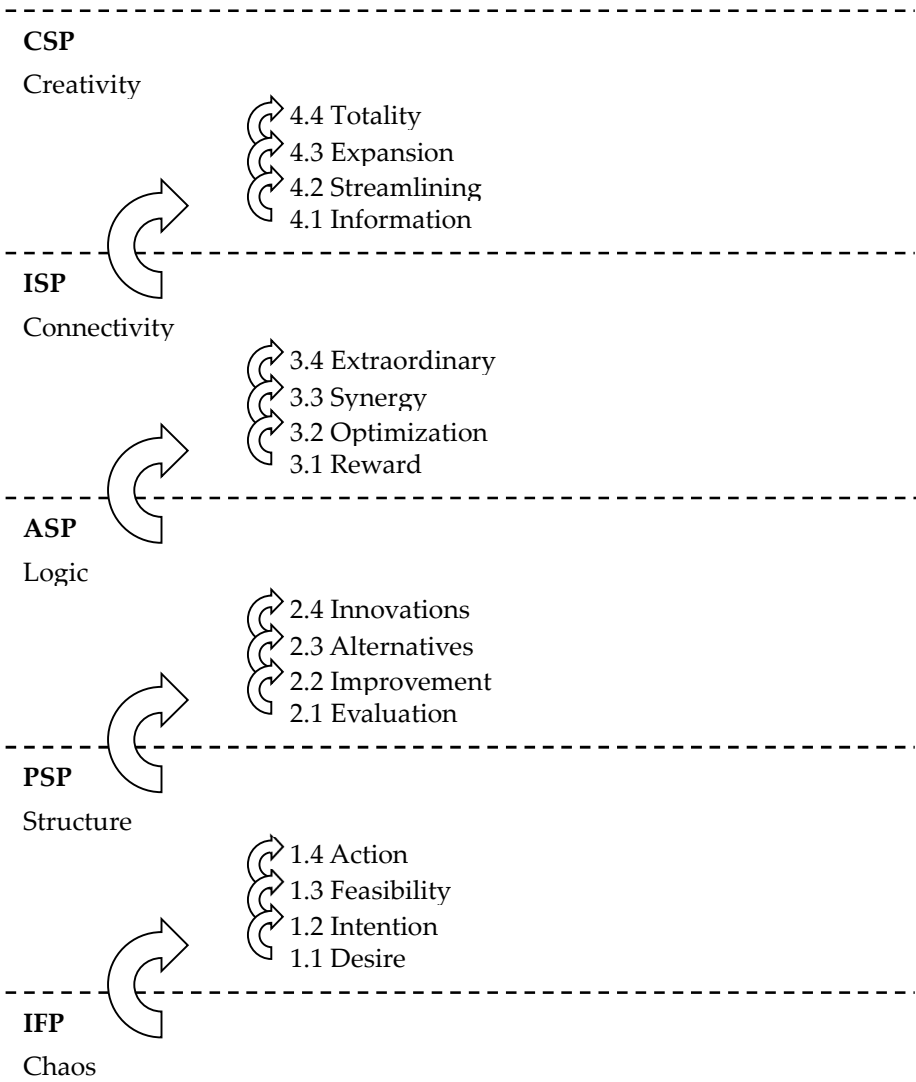 CSP
Creativity
4.4 Totality
4.3 Expansion
4.2 Streamlining
4.1 Information
ISP
Connectivity
3.4 Extraordinary
3.3 Synergy
3.2 Optimization
3.1 Reward
ASP
Logic
2.4 Innovations
2.3 Alternatives
2.2 Improvement
2.1 Evaluation
PSP
Structure
1.4 Action
1.3 Feasibility
1.2 Intention
1.1 Desire
IFP
Chaos